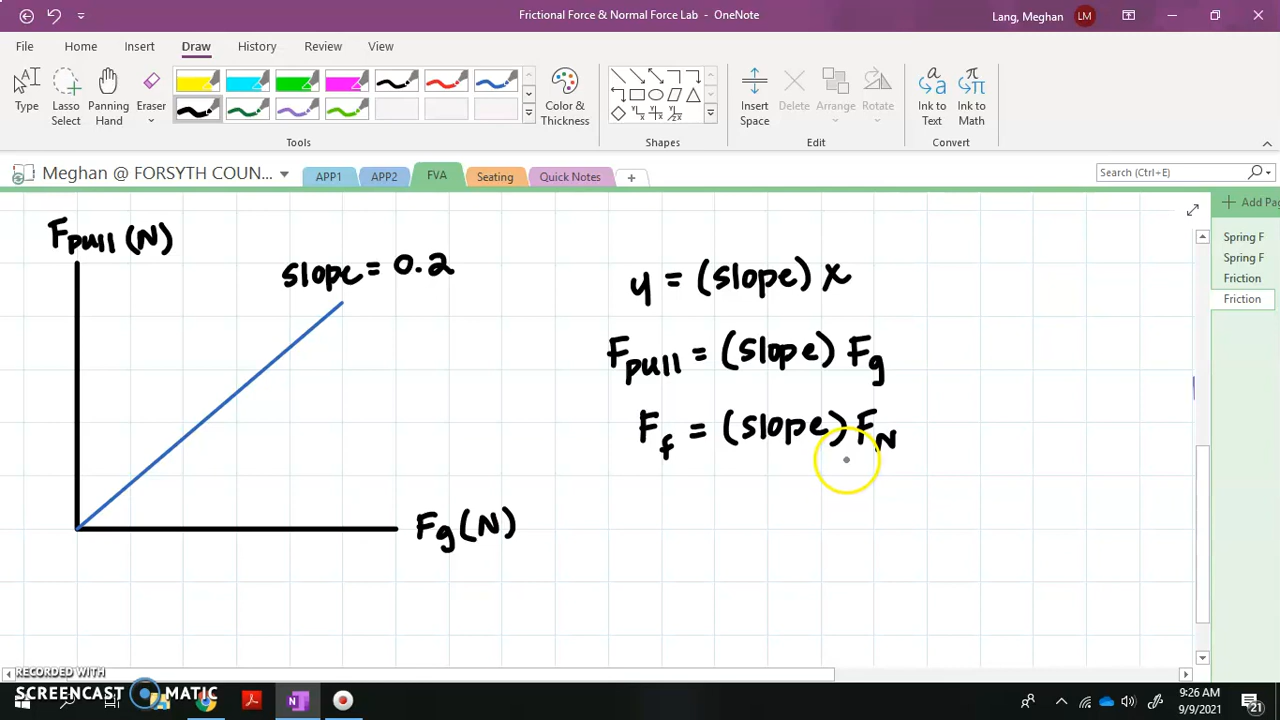 Frictional Force & Normal Force Lab - OneNote
Lang, Meghan LM
File Home Insert Draw History Review View
Type Lasso Select Panning Hand Eraser
Color & Thickness
Insert Space Delete Arrange Rotate
Ink to Text Ink to Math
Tools Shapes Edit Convert
Meghan @ FORSYTH COUN... APP1 APP2 FVA Seating Quick Notes
Search (Ctrl+E)
Add Pag
Spring F
Spring F
Friction
Friction
Fpull (N)
slope = 0.2
Fg (N)
y = (slope) x
Fpull = (slope) Fg
Ff = (slope) FN
RECORDED WITH
SCREENCAST MATIC
9:26 AM
9/9/2021
21